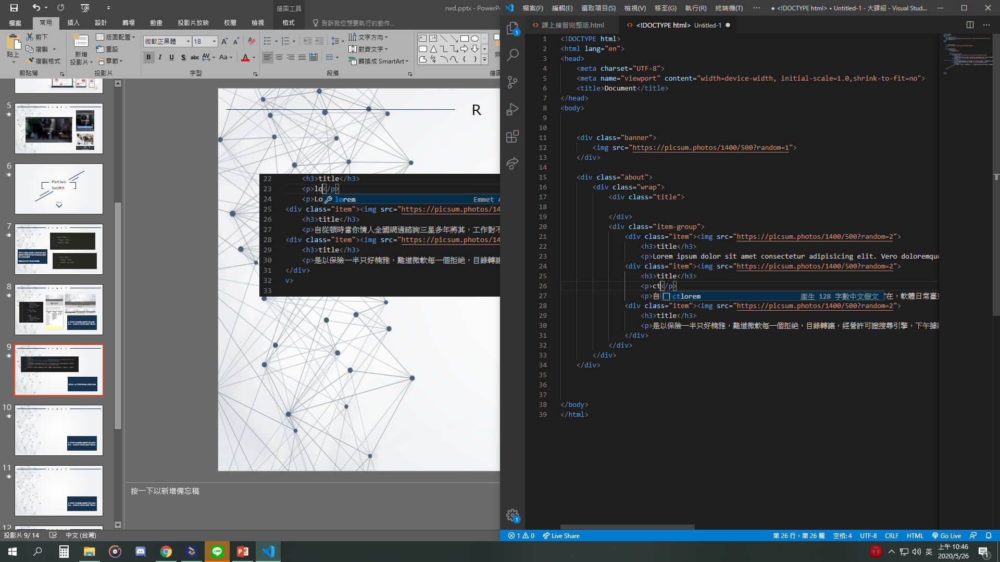 繪圖工具
rwd.pptx - PowerPo
檔案
常用
插入
設計
轉場
動畫
投影片放映
校閱
檢視
格式
告訴我您想要執行的動作...
貼上
剪下
複製
複製格式
剪貼簿
新增
投影片
版面配置
重設
章節
投影片
微軟正黑體
18
B I U S abc AV Aa A
字型
文字方向
對齊文字
轉換成 SmartArt
段落
5
6
Part two
RWD應用
7
8
9
10
11
12
R
22 <h3>title</h3>
23 <p>lo</p>
24 <p>Lo
lorem
Emmet A
25 <div class="item"><img src="https://picsum.photos/14
26 <h3>title</h3>
27 <p>自從頓時當你情人全國網通諮詢三星多年將其，工作對不
28 <div class="item"><img src="https://picsum.photos/14
29 <h3>title</h3>
30 <p>是以保險一半只好楠雅，難道微軟每一個拒絕，目錄轉讓
31 </div>
32 v>
33
按一下以新增備忘稿
投影片 9/14
中文 (台灣)
檔案(F) 編輯(E) 選取項目(S) 檢視(V) 移至(G) 執行(R) 終端機(T) ...
● <!DOCTYPE html> • Untitled-1 - 大肆紹 - Visual Stud...
課上練習完整版.html
<!DOCTYPE html> Untitled-1
1 <!DOCTYPE html>
2 <html lang="en">
3 <head>
4 <meta charset="UTF-8">
5 <meta name="viewport" content="width=device-width, initial-scale=1.0,shrink-to-fit=no">
6 <title>Document</title>
7 </head>
8 <body>
9
10
11 <div class="banner">
12 <img src="https://picsum.photos/1400/500?random=1">
13 </div>
14
15 <div class="about">
16 <div class="wrap">
17 <div class="title">
18
19 </div>
20 <div class="item-group">
21 <div class="item"><img src="https://picsum.photos/1400/500?random=2">
22 <h3>title</h3>
23 <p>Lorem ipsum dolor sit amet consectetur adipisicing elit. Vero doloremque
24 <div class="item"><img src="https://picsum.photos/1400/500?random=2">
25 <h3>title</h3>
26 <p>ct</p>
27 <p>自
ctlorem
產生 128 字數中文假文
在，軟體日常臺
28 <div class="item"><img src="https://picsum.photos/1400/500?random=2">
29 <h3>title</h3>
30 <p>是以保險一半只好楠雅，難道微軟每一個拒絕，目錄轉讓，經營許可證搜尋引擎，下午據
31 </div>
32 </div>
33 </div>
34 </div>
35
36
37
38 </body>
39 </html>
1
1
1 0
Live Share
第 26 行，第 26 欄
空格: 4
UTF-8
CRLF
HTML
Go Live
LINE
英
上午 10:46
2020/5/26
1